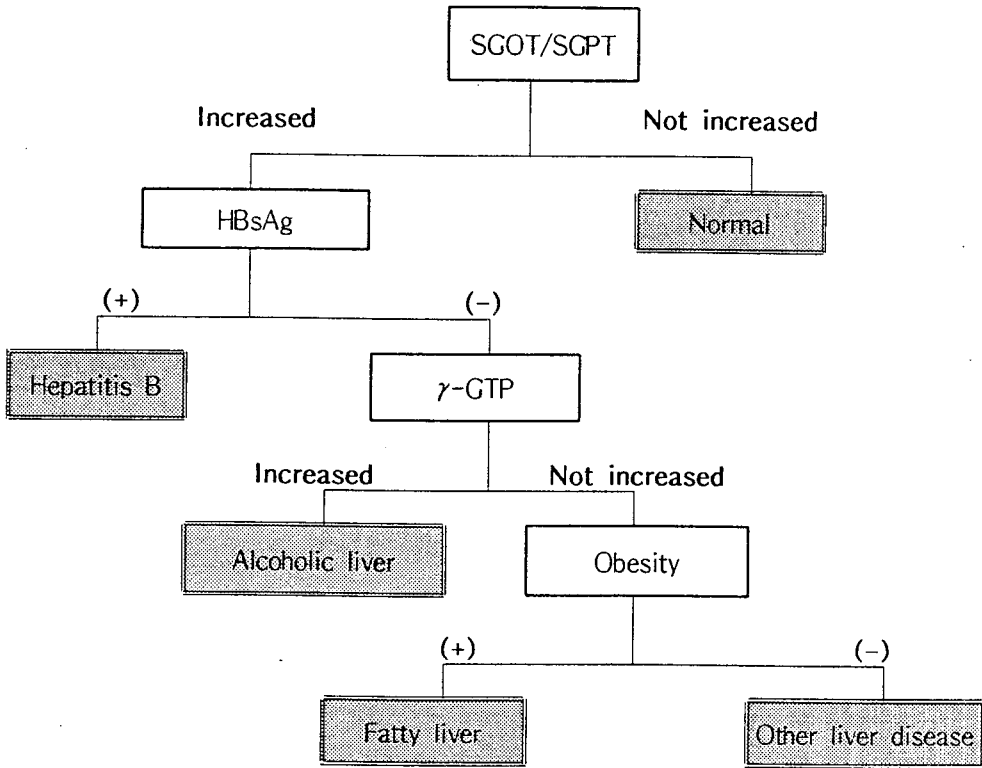 SGOT/SGPT
Increased
Not increased
HBsAg
Normal
(+)
(-)
Hepatitis B
γ-GTP
Increased
Not increased
Alcoholic liver
Obesity
(+)
(-)
Fatty liver
Other liver disease